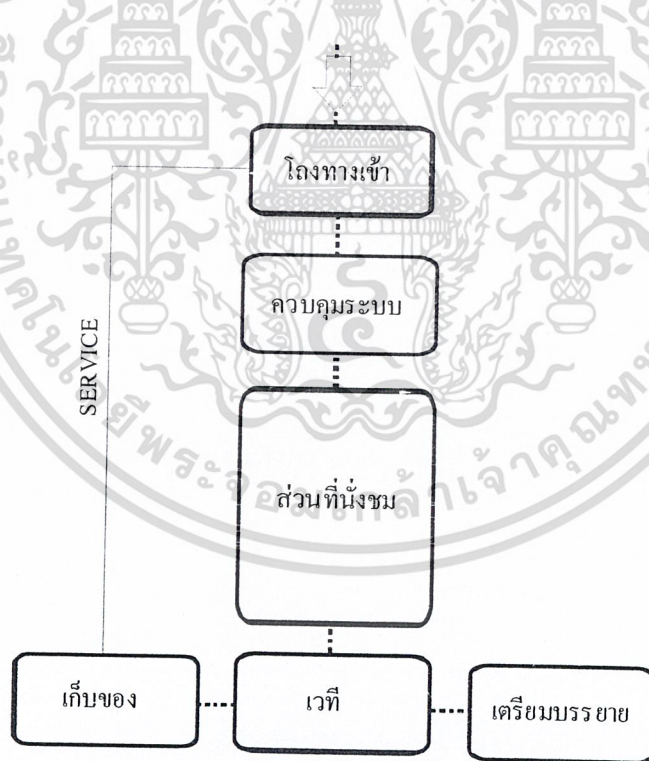 โถงทางเข้า
ควบคุมระบบ
SERVICE
ส่วนที่นั่งชม
เก็บของ
เวที
เตรียมบรรยาย